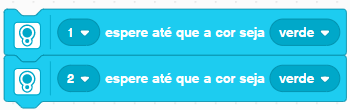 1 espere até que a cor seja verde
2 espere até que a cor seja verde